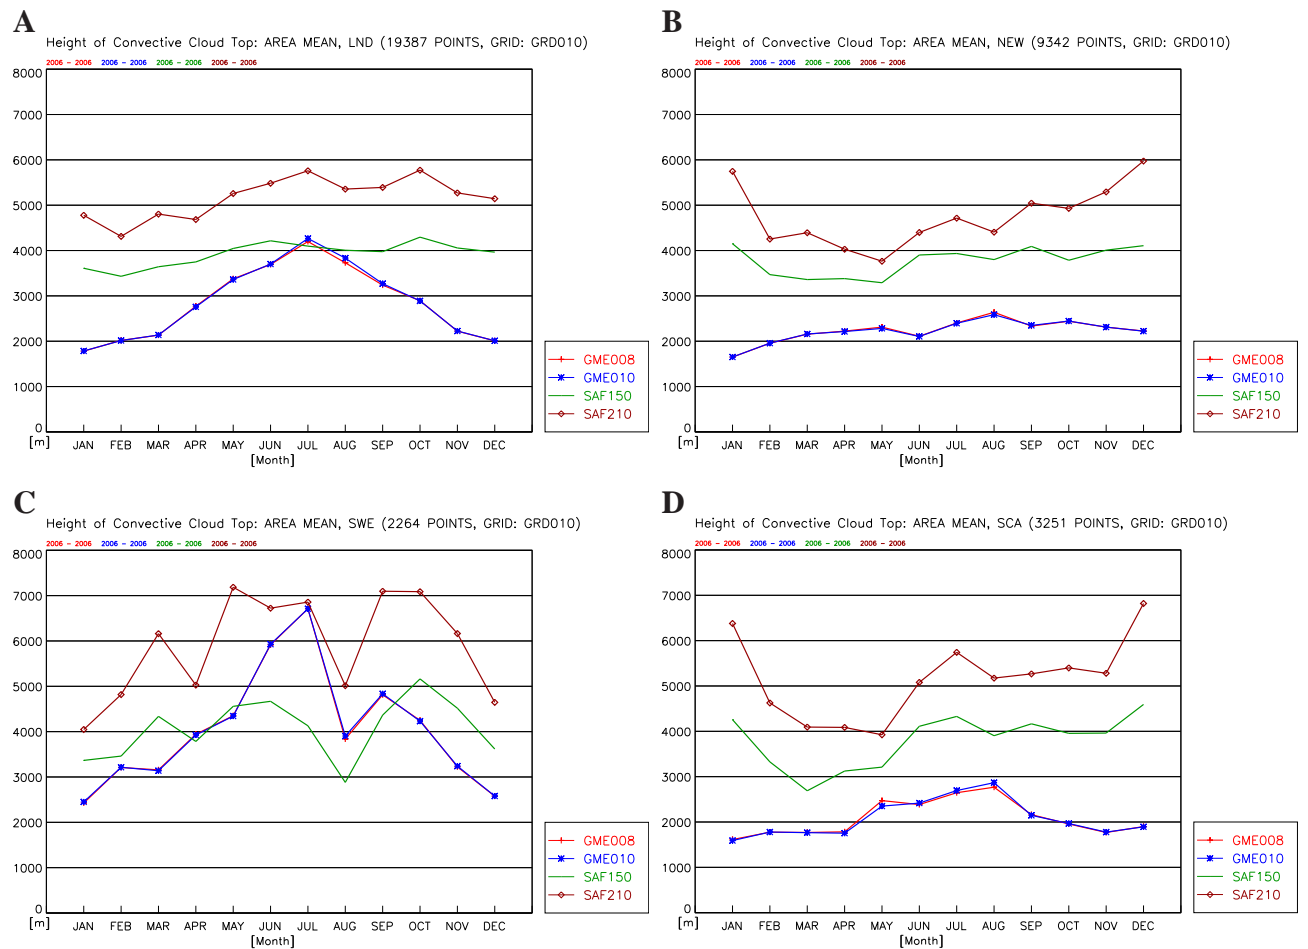 A
Height of Convective Cloud Top: AREA MEAN, LND (19387 POINTS, GRID: GRD010)
2006 - 2006 2006 - 2006 2006 - 2006 2006 - 2006
8000
7000
6000
5000
4000
3000
2000
1000
0
[m]
JAN FEB MAR APR MAY JUN JUL AUG SEP OCT NOV DEC
[Month]
GME008
GME010
SAF150
SAF210
B
Height of Convective Cloud Top: AREA MEAN, NEW (9342 POINTS, GRID: GRD010)
2006 - 2006 2006 - 2006 2006 - 2006 2006 - 2006
8000
7000
6000
5000
4000
3000
2000
1000
0
[m]
JAN FEB MAR APR MAY JUN JUL AUG SEP OCT NOV DEC
[Month]
GME008
GME010
SAF150
SAF210
C
Height of Convective Cloud Top: AREA MEAN, SWE (2264 POINTS, GRID: GRD010)
2006 - 2006 2006 - 2006 2006 - 2006 2006 - 2006
8000
7000
6000
5000
4000
3000
2000
1000
0
[m]
JAN FEB MAR APR MAY JUN JUL AUG SEP OCT NOV DEC
[Month]
GME008
GME010
SAF150
SAF210
D
Height of Convective Cloud Top: AREA MEAN, SCA (3251 POINTS, GRID: GRD010)
2006 - 2006 2006 - 2006 2006 - 2006 2006 - 2006
8000
7000
6000
5000
4000
3000
2000
1000
0
[m]
JAN FEB MAR APR MAY JUN JUL AUG SEP OCT NOV DEC
[Month]
GME008
GME010
SAF150
SAF210